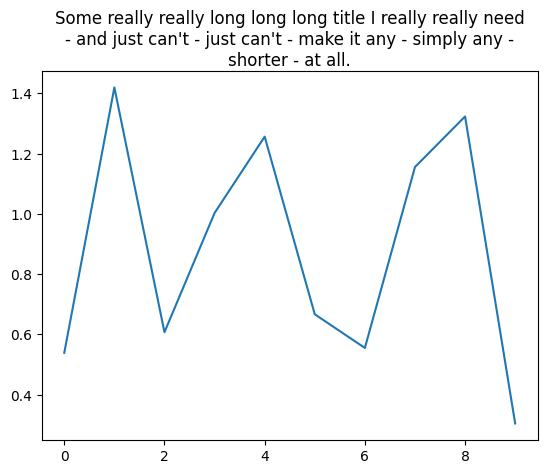 Some really really long long long title I really really need
- and just can't - just can't - make it any - simply any -
shorter - at all.
1.4
1.2
1.0
0.8
0.6
0.4
0 2 4 6 8